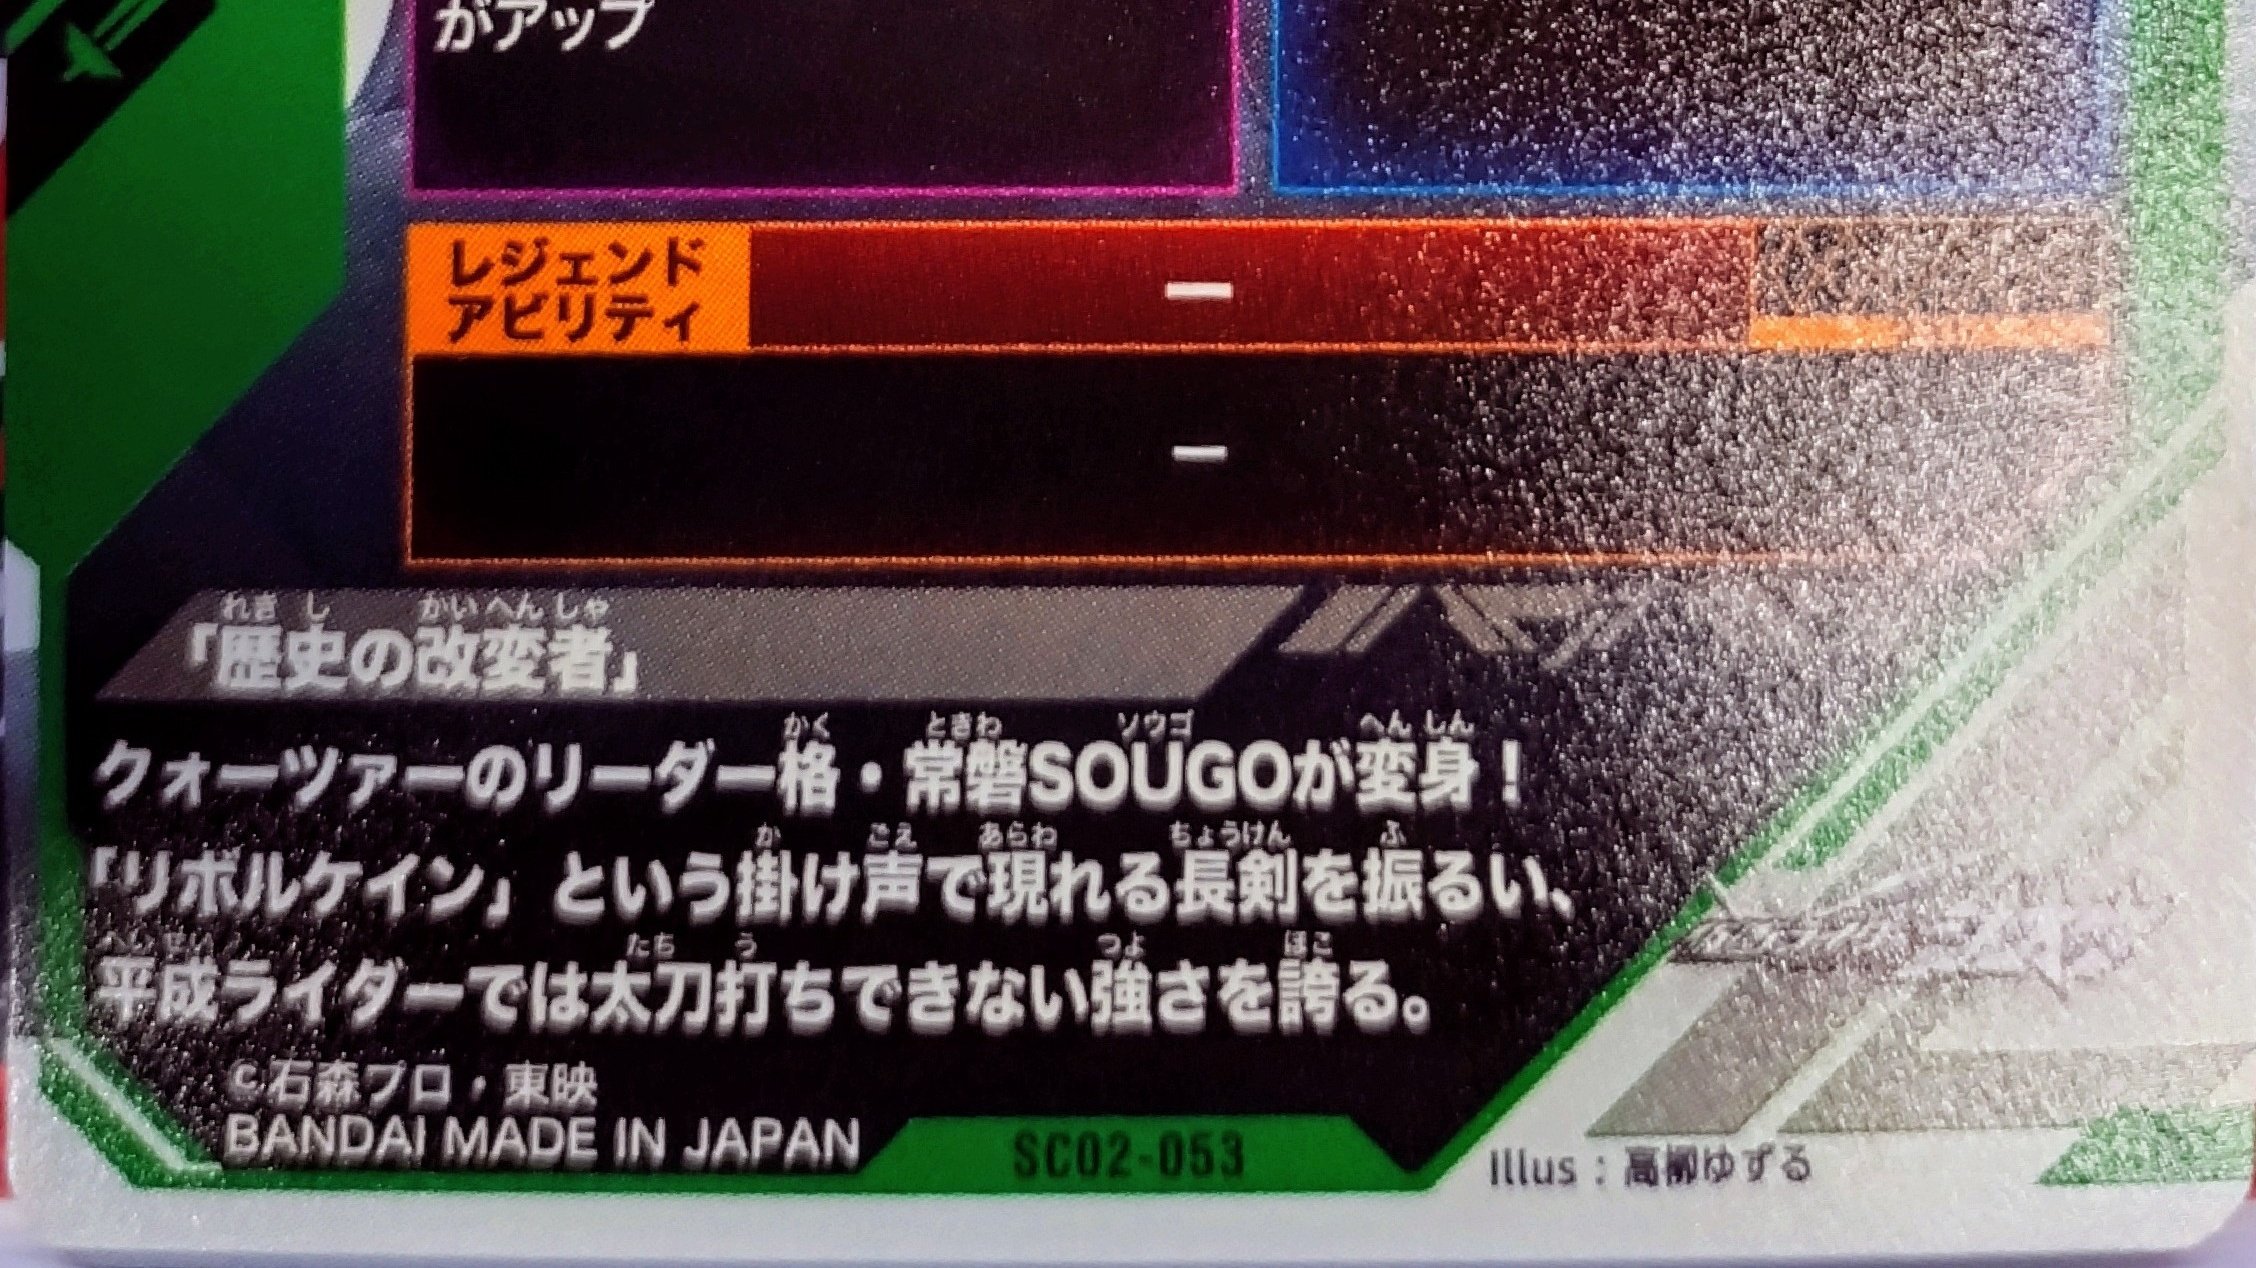 がアップ
レジェンド
アビリティ
ー
ー
れきし かいへんしゃ
「歴史の改変者」
かく ときわ ソウゴ へんしん
クォーツァーのリーダー格・常磐SOUGOが変身！
か ごえ あらわ ちょうけん ふ
「リボルケイン」という掛け声で現れる長剣を振るい、
へいせい たち う つよ ほこ
平成ライダーでは太刀打ちできない強さを誇る。
©石森プロ・東映
BANDAI MADE IN JAPAN
SC02-053
Illus：高柳ゆずる